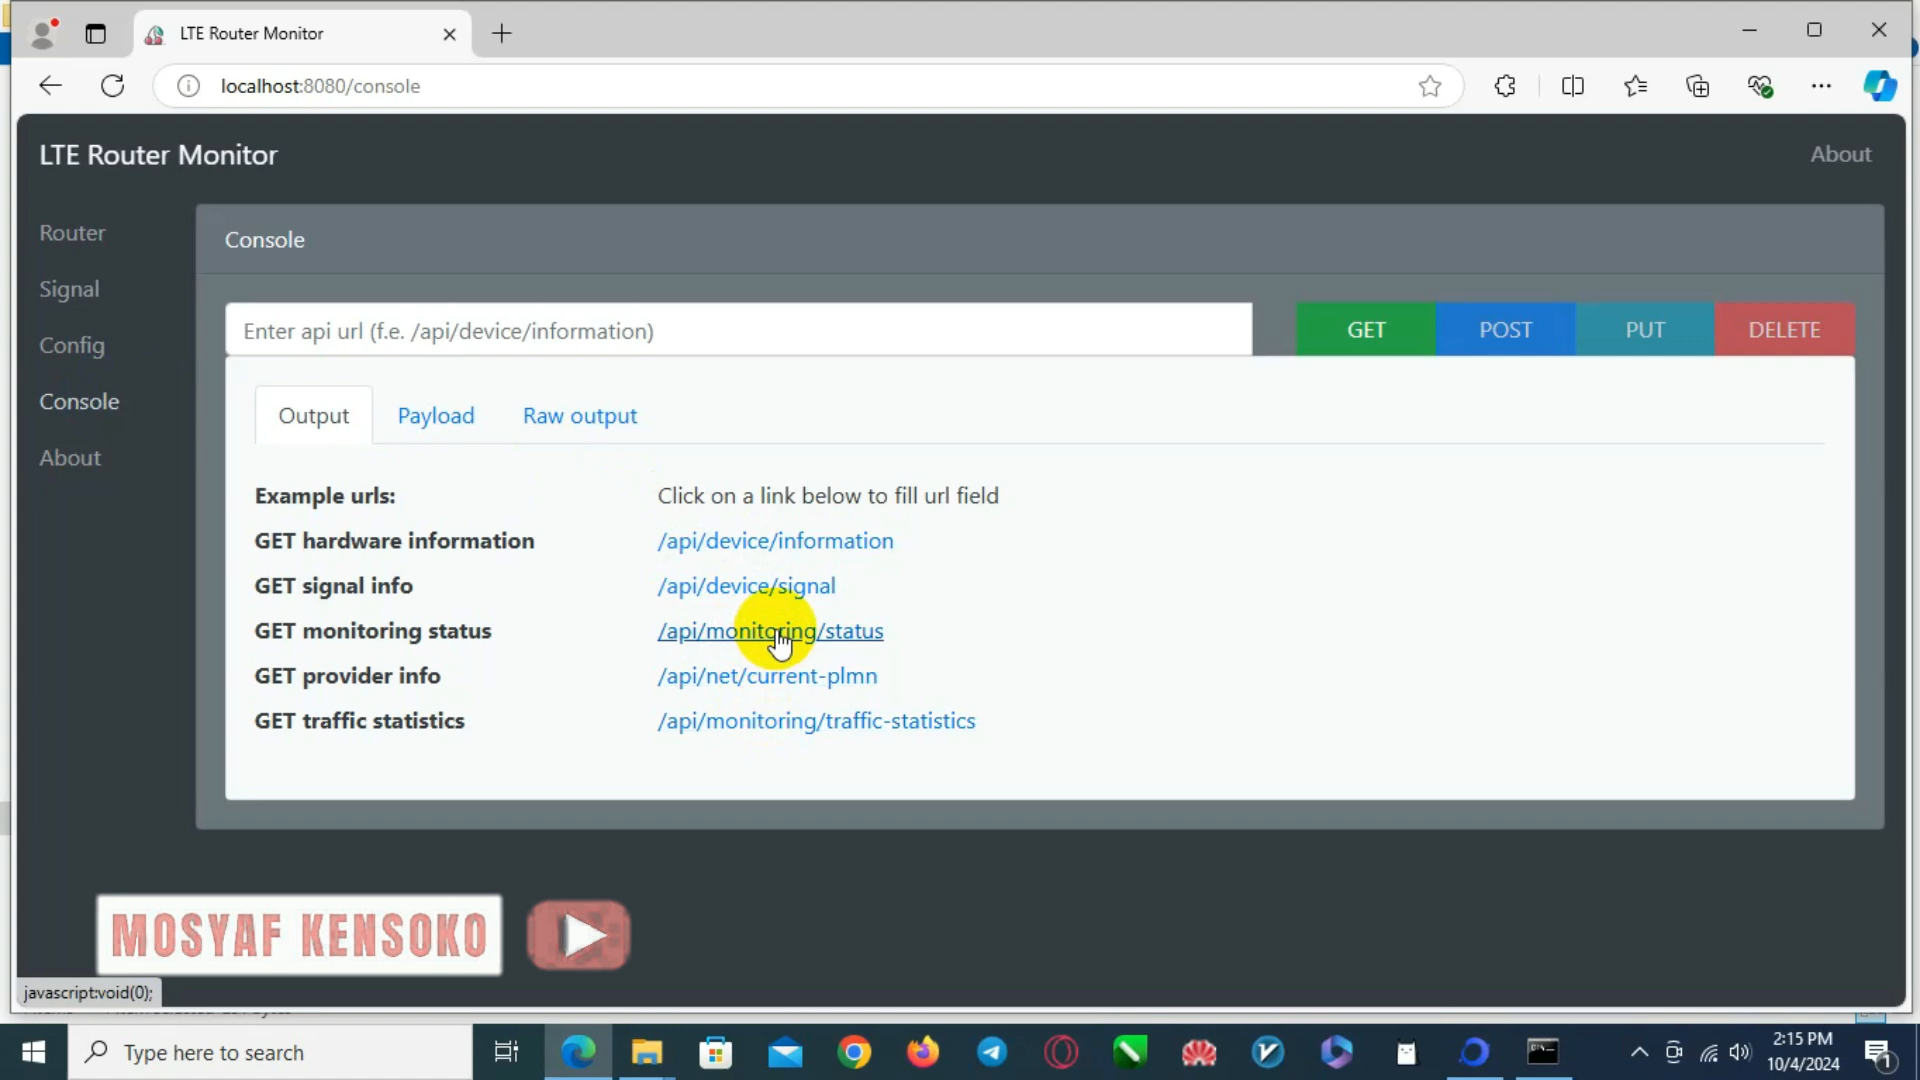 LTE Router Monitor
localhost:8080/console
LTE Router Monitor
About
Router
Signal
Config
Console
About
Console
Enter api url (f.e. /api/device/information)
GET
POST
PUT
DELETE
Output
Payload
Raw output
Example urls:
Click on a link below to fill url field
GET hardware information
/api/device/information
GET signal info
/api/device/signal
GET monitoring status
/api/monitoring/status
GET provider info
/api/net/current-plmn
GET traffic statistics
/api/monitoring/traffic-statistics
MOSYAF KENSOKO
javascript:void(0);
Type here to search
2:15 PM
10/4/2024
1